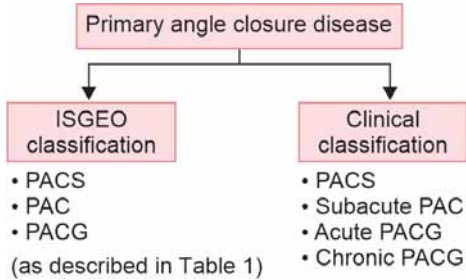 Primary angle closure disease
ISGEO
classification
• PACS
• PAC
• PACG
(as described in Table 1)
Clinical
classification
• PACS
• Subacute PAC
• Acute PACG
• Chronic PACG